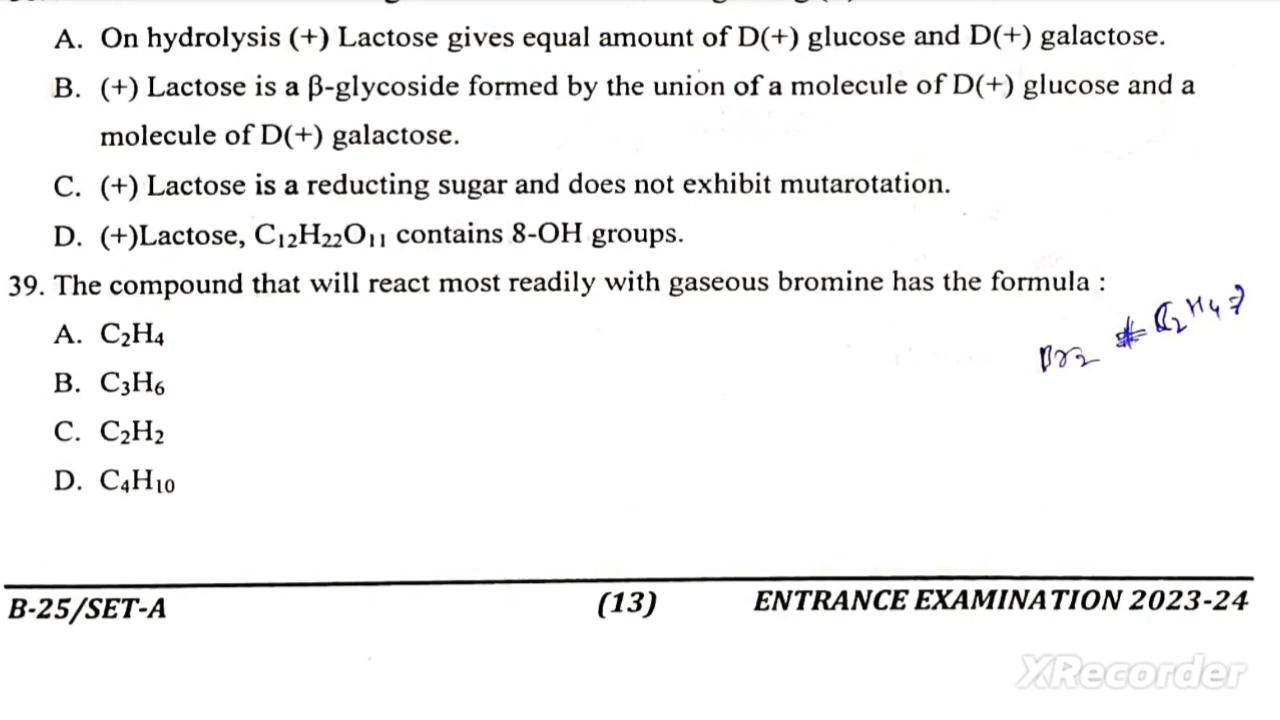 A. On hydrolysis (+) Lactose gives equal amount of D(+) glucose and D(+) galactose.
B. (+) Lactose is a β-glycoside formed by the union of a molecule of D(+) glucose and a
molecule of D(+) galactose.
C. (+) Lactose is a reducting sugar and does not exhibit mutarotation.
D. (+)Lactose, C₁₂H₂₂O₁₁ contains 8-OH groups.
39. The compound that will react most readily with gaseous bromine has the formula :
A. C₂H₄
B. C₃H₆
C. C₂H₂
D. C₄H₁₀
Br₂ + C₂H₄ ⇒
B-25/SET-A (13) ENTRANCE EXAMINATION 2023-24
XRecorder